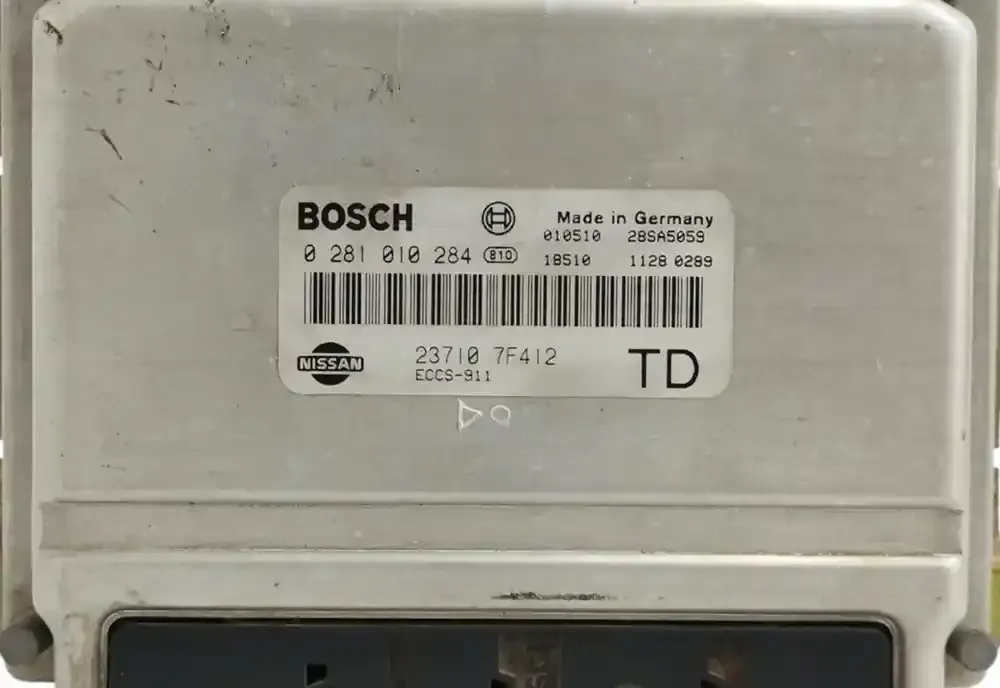 BOSCH
Made in Germany
010510 28SA5059
0 281 010 284 810
18510 1128 0289
NISSAN
23710 7F412
ECCS-911
TD